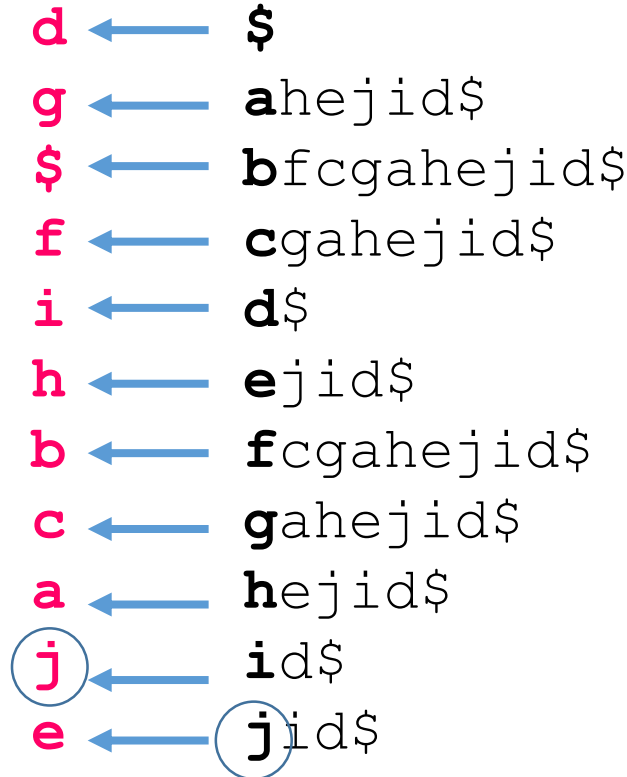 d $
g ahejid$
$ bfcgahejid$
f cgahejid$
i d$
h ejid$
b fcgahejid$
c gahejid$
a hejid$
j id$
e jid$